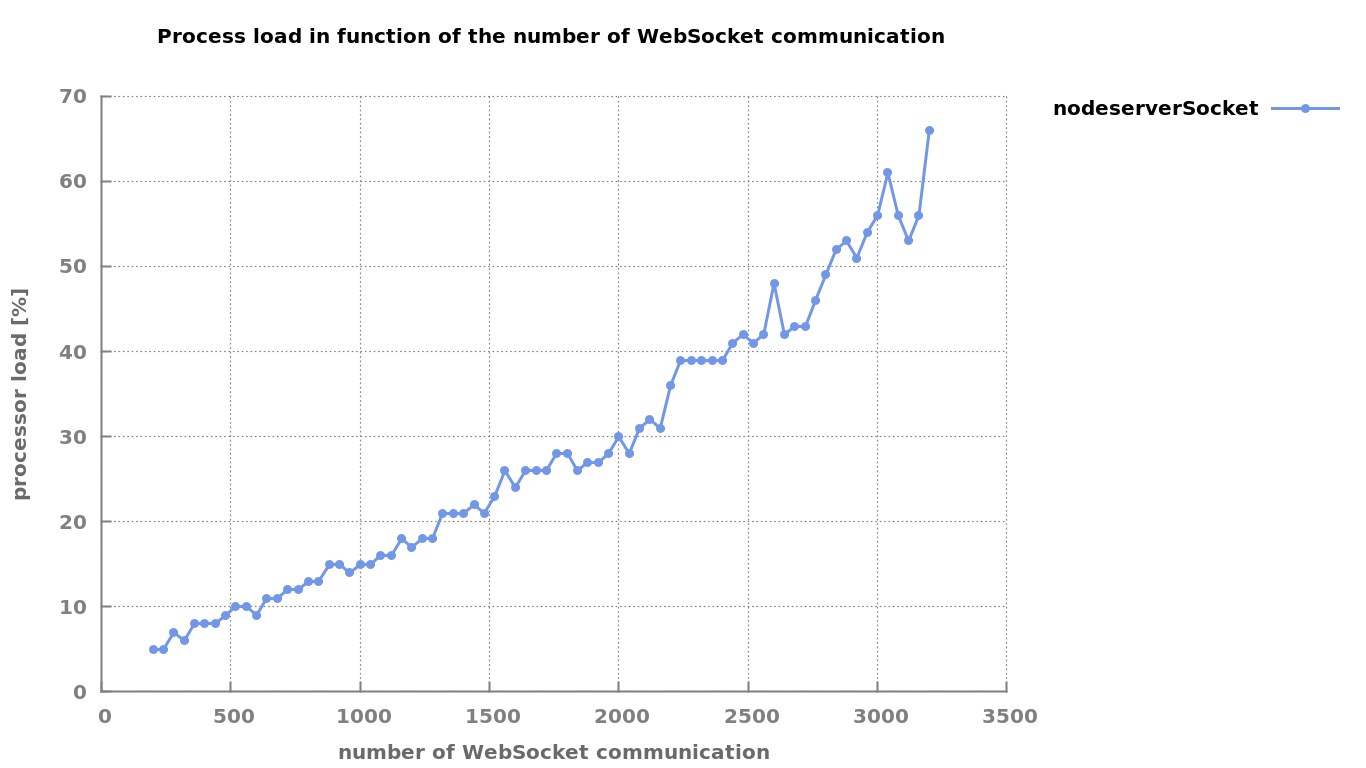 Process load in function of the number of WebSocket communication
nodeserverSocket
70
60
50
40
30
20
10
0
processor load [%]
0 500 1000 1500 2000 2500 3000 3500
number of WebSocket communication